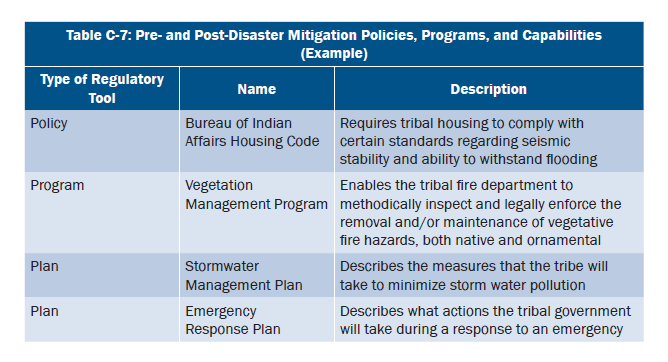 Table C-7: Pre- and Post-Disaster Mitigation Policies, Programs, and Capabilities
(Example)
Type of Regulatory
Tool
Name
Description
Policy
Bureau of Indian
Affairs Housing Code
Requires tribal housing to comply with
certain standards regarding seismic
stability and ability to withstand flooding
Program
Vegetation
Management Program
Enables the tribal fire department to
methodically inspect and legally enforce the
removal and/or maintenance of vegetative
fire hazards, both native and ornamental
Plan
Stormwater
Management Plan
Describes the measures that the tribe will
take to minimize storm water pollution
Plan
Emergency
Response Plan
Describes what actions the tribal government
will take during a response to an emergency